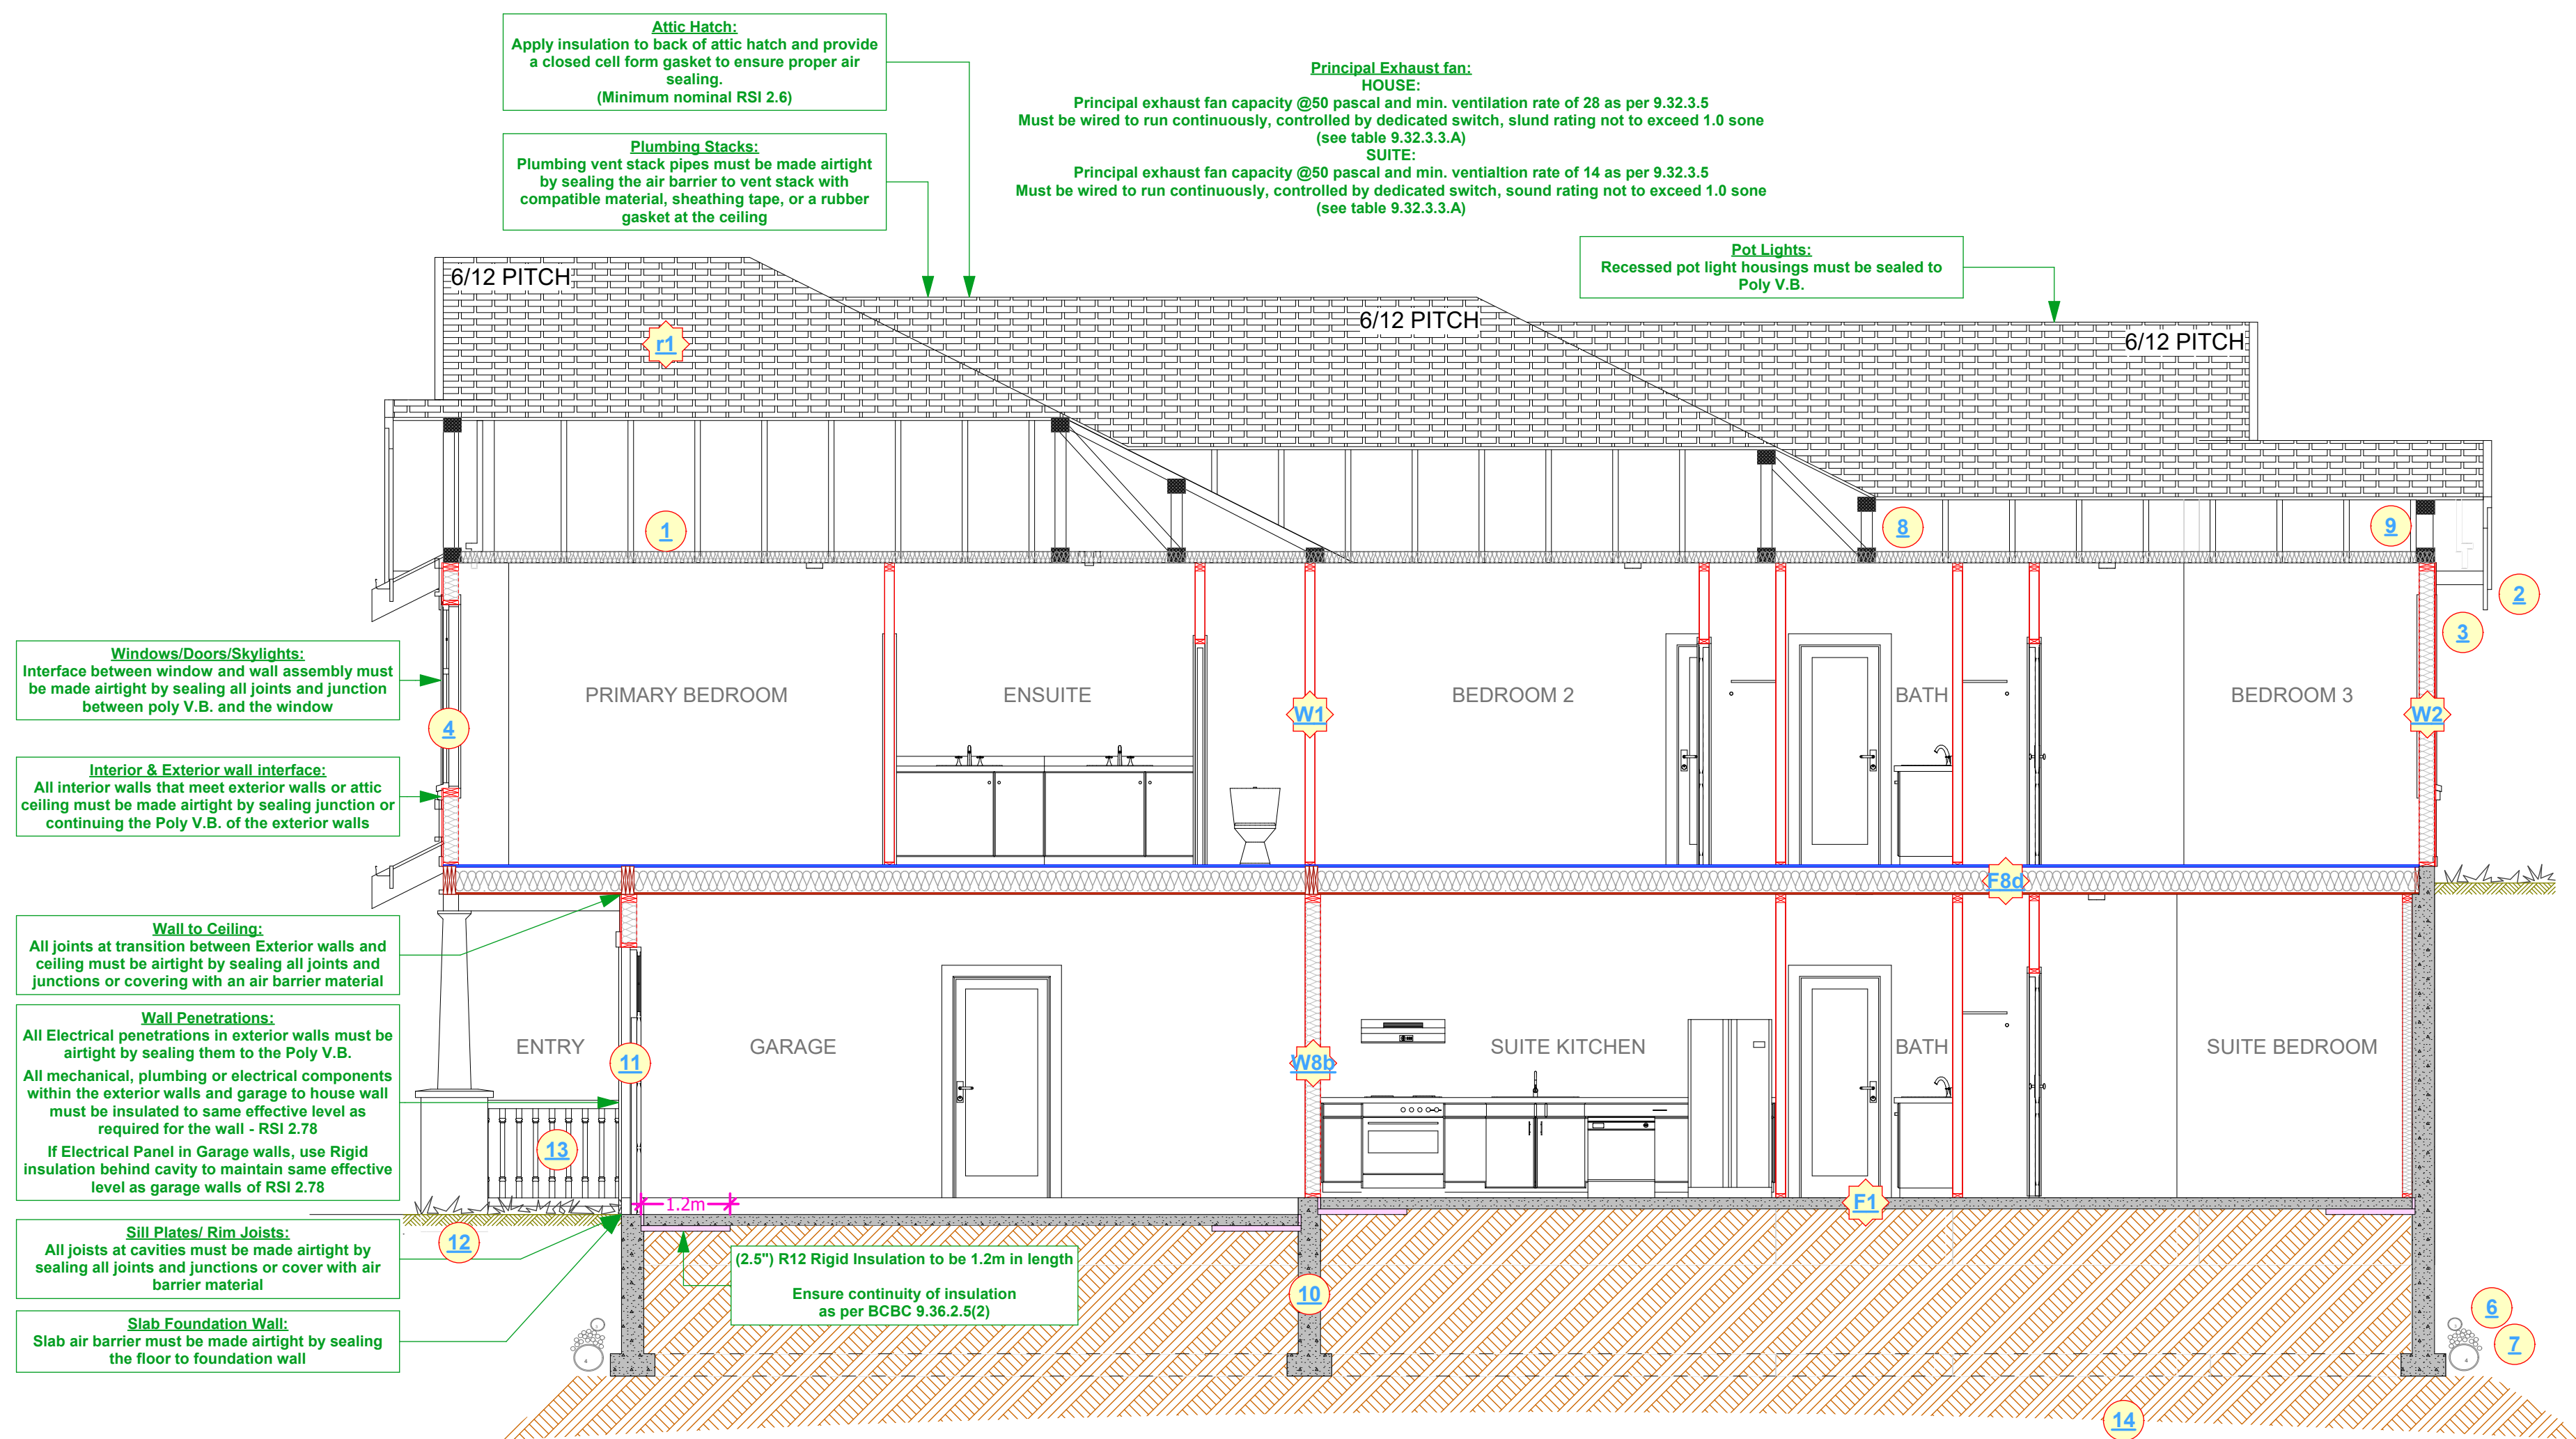 Attic Hatch:
Apply insulation to back of attic hatch and provide
a closed cell form gasket to ensure proper air
sealing.
(Minimum nominal RSI 2.6)
Plumbing Stacks:
Plumbing vent stack pipes must be made airtight
by sealing the air barrier to vent stack with
compatible material, sheathing tape, or a rubber
gasket at the ceiling
Principal Exhaust fan:
HOUSE:
Principal exhaust fan capacity @50 pascal and min. ventilation rate of 28 as per 9.32.3.5
Must be wired to run continuously, controlled by dedicated switch, slund rating not to exceed 1.0 sone
(see table 9.32.3.3.A)
SUITE:
Principal exhaust fan capacity @50 pascal and min. ventialtion rate of 14 as per 9.32.3.5
Must be wired to run continuously, controlled by dedicated switch, sound rating not to exceed 1.0 sone
(see table 9.32.3.3.A)
Pot Lights:
Recessed pot light housings must be sealed to
Poly V.B.
6/12 PITCH
6/12 PITCH
6/12 PITCH
r1
1
8
9
2
3
Windows/Doors/Skylights:
Interface between window and wall assembly must
be made airtight by sealing all joints and junction
between poly V.B. and the window
4
PRIMARY BEDROOM
ENSUITE
W1
BEDROOM 2
BATH
BEDROOM 3
W2
Interior & Exterior wall interface:
All interior walls that meet exterior walls or attic
ceiling must be made airtight by sealing junction or
continuing the Poly V.B. of the exterior walls
F8d
Wall to Ceiling:
All joints at transition between Exterior walls and
ceiling must be airtight by sealing all joints and
junctions or covering with an air barrier material
Wall Penetrations:
All Electrical penetrations in exterior walls must be
airtight by sealing them to the Poly V.B.
All mechanical, plumbing or electrical components
within the exterior walls and garage to house wall
must be insulated to same effective level as
required for the wall - RSI 2.78
If Electrical Panel in Garage walls, use Rigid
insulation behind cavity to maintain same effective
level as garage walls of RSI 2.78
ENTRY
11
GARAGE
W8b
SUITE KITCHEN
BATH
SUITE BEDROOM
13
1.2m
F1
12
Sill Plates/ Rim Joists:
All joists at cavities must be made airtight by
sealing all joints and junctions or cover with air
barrier material
(2.5") R12 Rigid Insulation to be 1.2m in length
Ensure continuity of insulation
as per BCBC 9.36.2.5(2)
10
6
7
Slab Foundation Wall:
Slab air barrier must be made airtight by sealing
the floor to foundation wall
4
4
14